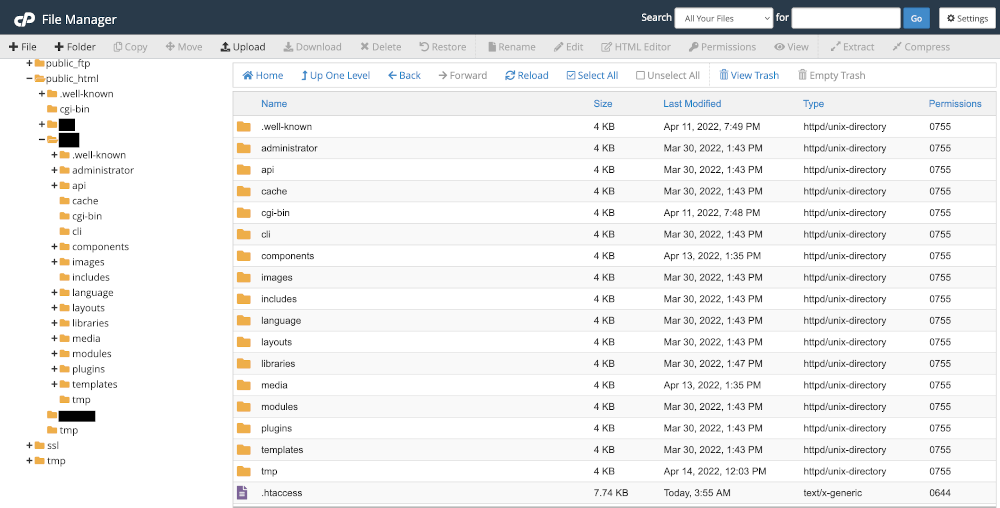 cP File Manager Search All Your Files for Go Settings
File Folder Copy Move Upload Download Delete Restore Rename Edit HTML Editor Permissions View Extract Compress
public_ftp
public_html
.well-known
cgi-bin
.well-known
administrator
api
cache
cgi-bin
cli
components
images
includes
language
layouts
libraries
media
modules
plugins
templates
tmp
tmp
ssl
tmp
Home Up One Level Back Forward Reload Select All Unselect All View Trash Empty Trash
Name Size Last Modified Type Permissions
.well-known 4 KB Apr 11, 2022, 7:49 PM httpd/unix-directory 0755
administrator 4 KB Mar 30, 2022, 1:43 PM httpd/unix-directory 0755
api 4 KB Mar 30, 2022, 1:43 PM httpd/unix-directory 0755
cache 4 KB Mar 30, 2022, 1:43 PM httpd/unix-directory 0755
cgi-bin 4 KB Apr 11, 2022, 7:48 PM httpd/unix-directory 0755
cli 4 KB Mar 30, 2022, 1:43 PM httpd/unix-directory 0755
components 4 KB Apr 13, 2022, 1:35 PM httpd/unix-directory 0755
images 4 KB Mar 30, 2022, 1:43 PM httpd/unix-directory 0755
includes 4 KB Mar 30, 2022, 1:43 PM httpd/unix-directory 0755
language 4 KB Mar 30, 2022, 1:43 PM httpd/unix-directory 0755
layouts 4 KB Mar 30, 2022, 1:43 PM httpd/unix-directory 0755
libraries 4 KB Mar 30, 2022, 1:47 PM httpd/unix-directory 0755
media 4 KB Apr 13, 2022, 1:35 PM httpd/unix-directory 0755
modules 4 KB Mar 30, 2022, 1:43 PM httpd/unix-directory 0755
plugins 4 KB Mar 30, 2022, 1:43 PM httpd/unix-directory 0755
templates 4 KB Mar 30, 2022, 1:43 PM httpd/unix-directory 0755
tmp 4 KB Apr 14, 2022, 12:03 PM httpd/unix-directory 0755
.htaccess 7.74 KB Today, 3:55 AM text/x-generic 0644